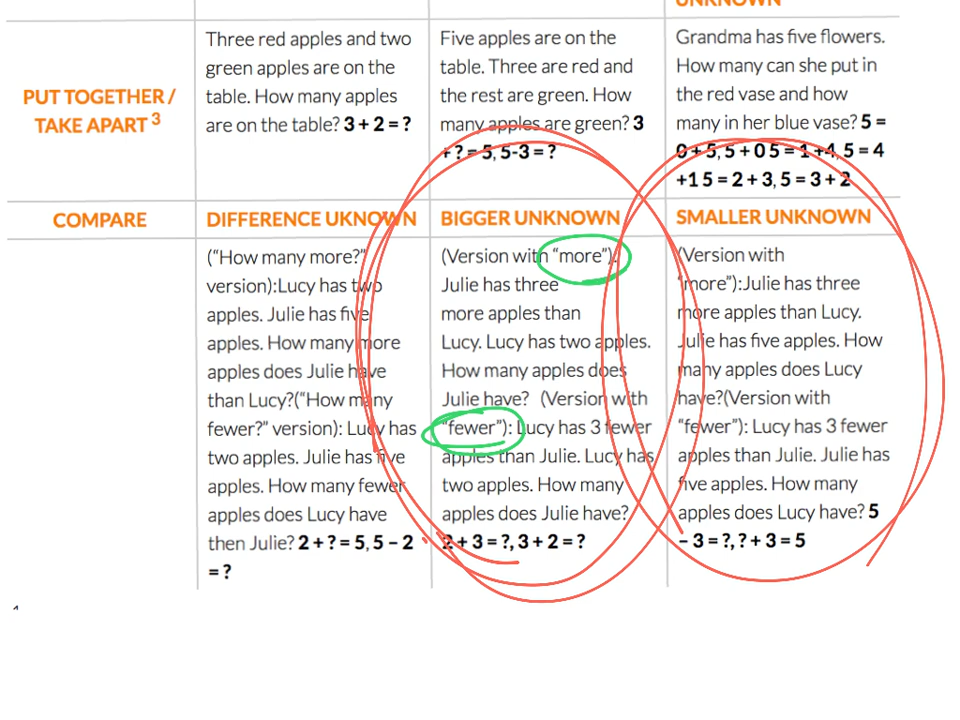 UNKNOWN
Three red apples and two
green apples are on the
table. How many apples
are on the table? 3 + 2 = ?
Five apples are on the
table. Three are red and
the rest are green. How
many apples are green? 3
+ ? = 5, 5-3 = ?
Grandma has five flowers.
How many can she put in
the red vase and how
many in her blue vase? 5 =
0 + 5, 5 + 0 5 = 1 +4, 5 = 4
+1 5 = 2 + 3, 5 = 3 + 2
PUT TOGETHER /
TAKE APART 3
COMPARE
DIFFERENCE UKNOWN
BIGGER UNKNOWN
SMALLER UNKNOWN
("How many more?"
version):Lucy has two
apples. Julie has five
apples. How many more
apples does Julie have
than Lucy?("How many
fewer?" version): Lucy has
two apples. Julie has five
apples. How many fewer
apples does Lucy have
then Julie? 2 + ? = 5, 5 – 2
= ?
(Version with "more"):
Julie has three
more apples than
Lucy. Lucy has two apples.
How many apples does
Julie have? (Version with
"fewer"): Lucy has 3 fewer
apples than Julie. Lucy has
two apples. How many
apples does Julie have?
2 + 3 = ?, 3 + 2 = ?
(Version with
"more"):Julie has three
more apples than Lucy.
Julie has five apples. How
many apples does Lucy
have?(Version with
"fewer"): Lucy has 3 fewer
apples than Julie. Julie has
five apples. How many
apples does Lucy have? 5
– 3 = ?, ? + 3 = 5